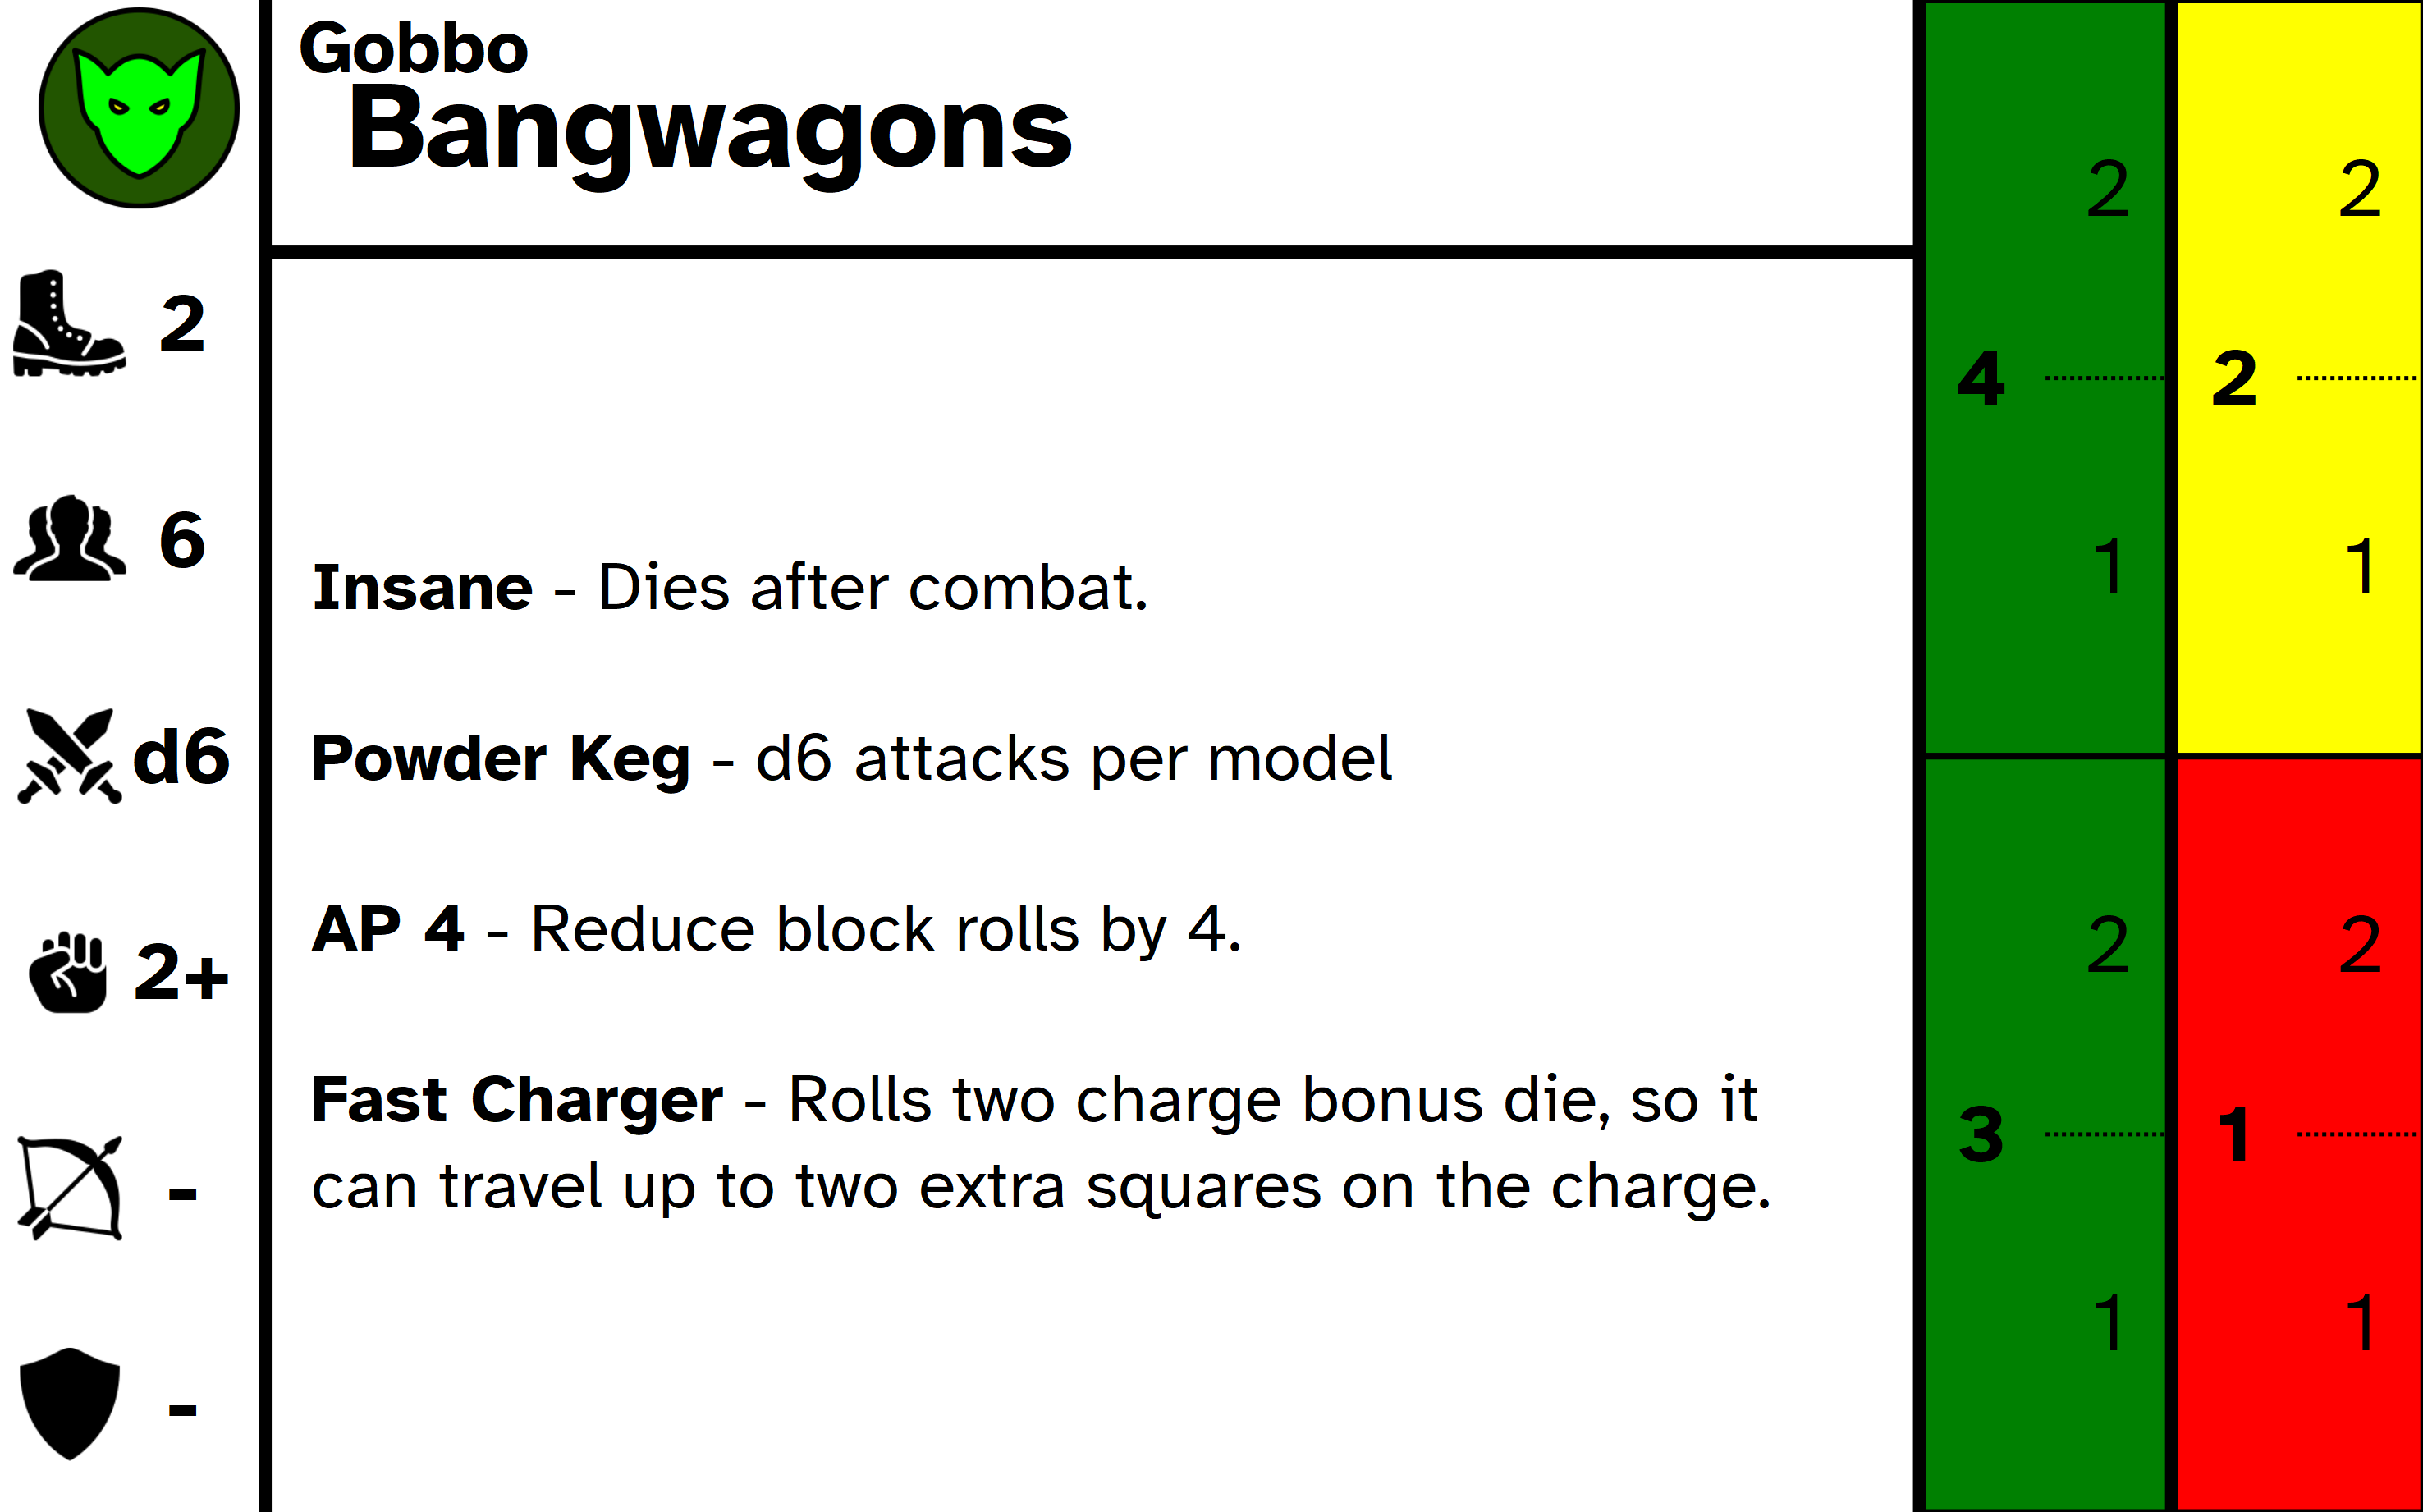 Gobbo
Bangwagons
2
6
d6
2+
-
-
Insane - Dies after combat.
Powder Keg - d6 attacks per model
AP 4 - Reduce block rolls by 4.
Fast Charger - Rolls two charge bonus die, so it
can travel up to two extra squares on the charge.
4
2
1
2
2
1
3
2
1
1
2
1